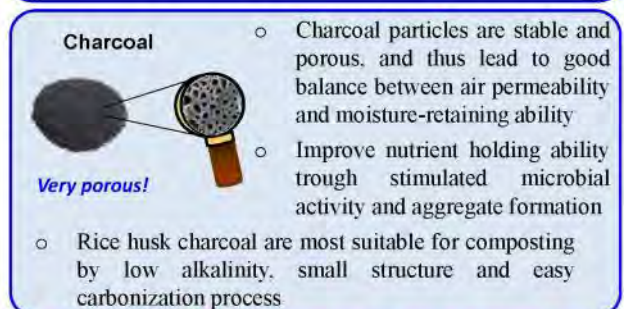 Charcoal
Very porous!
○ Charcoal particles are stable and
porous, and thus lead to good
balance between air permeability
and moisture-retaining ability
○ Improve nutrient holding ability
trough stimulated microbial
activity and aggregate formation
○ Rice husk charcoal are most suitable for composting
by low alkalinity. small structure and easy
carbonization process